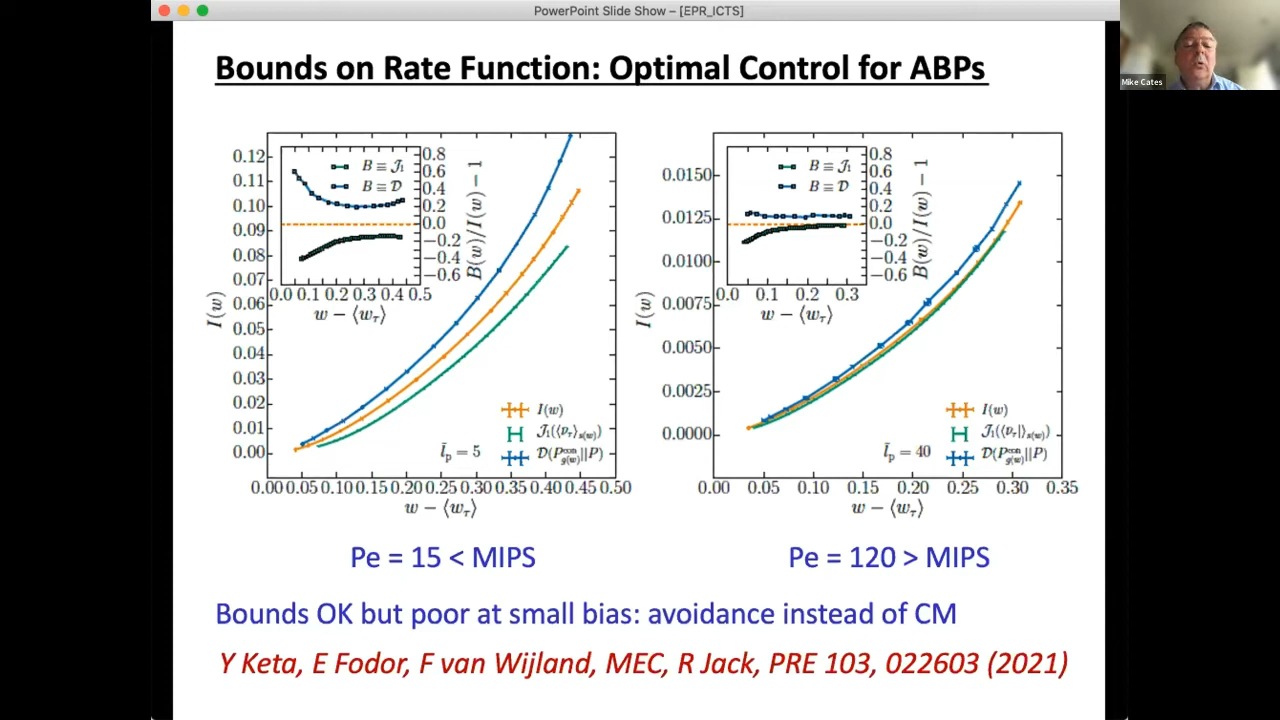 PowerPoint Slide Show – [EPR_ICTS]
Mike Cates
Bounds on Rate Function: Optimal Control for ABPs
0.12
0.11
0.10
0.09
0.08
0.07
0.06
0.05
0.04
0.03
0.02
0.01
0.00
I(w)
B ≡ 𝒥₁
B ≡ 𝒟
0.8
0.6
0.4
0.2
0.0
−0.2
−0.4
−0.6
B(w)/I(w) − 1
0.0 0.1 0.2 0.3 0.4 0.5
w − ⟨w_τ⟩
I(w)
𝒥₁(⟨p_τ⟩_{s(w)})
𝒟(P^{con}_{g(w)}||P)
l̄_p = 5
0.00 0.05 0.10 0.15 0.20 0.25 0.30 0.35 0.40 0.45 0.50
w − ⟨w_τ⟩
0.0150
0.0125
0.0100
0.0075
0.0050
0.0025
0.0000
I(w)
B ≡ 𝒥₁
B ≡ 𝒟
0.8
0.6
0.4
0.2
0.0
−0.2
−0.4
−0.6
B(w)/I(w) − 1
0.0 0.1 0.2 0.3
w − ⟨w_τ⟩
I(w)
𝒥₁(⟨|p_τ|⟩_{s(w)})
𝒟(P^{con}_{g(w)}||P)
l̄_p = 40
0.00 0.05 0.10 0.15 0.20 0.25 0.30 0.35
w − ⟨w_τ⟩
Pe = 15 < MIPS
Pe = 120 > MIPS
Bounds OK but poor at small bias: avoidance instead of CM
Y Keta, E Fodor, F van Wijland, MEC, R Jack, PRE 103, 022603 (2021)